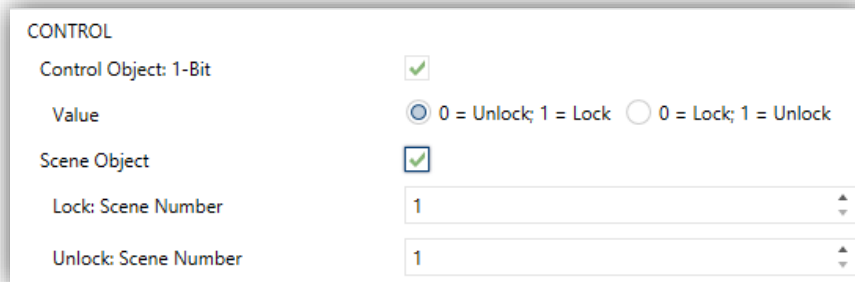 CONTROL
Control Object: 1-Bit
Value 0 = Unlock; 1 = Lock 0 = Lock; 1 = Unlock
Scene Object
Lock: Scene Number 1
Unlock: Scene Number 1